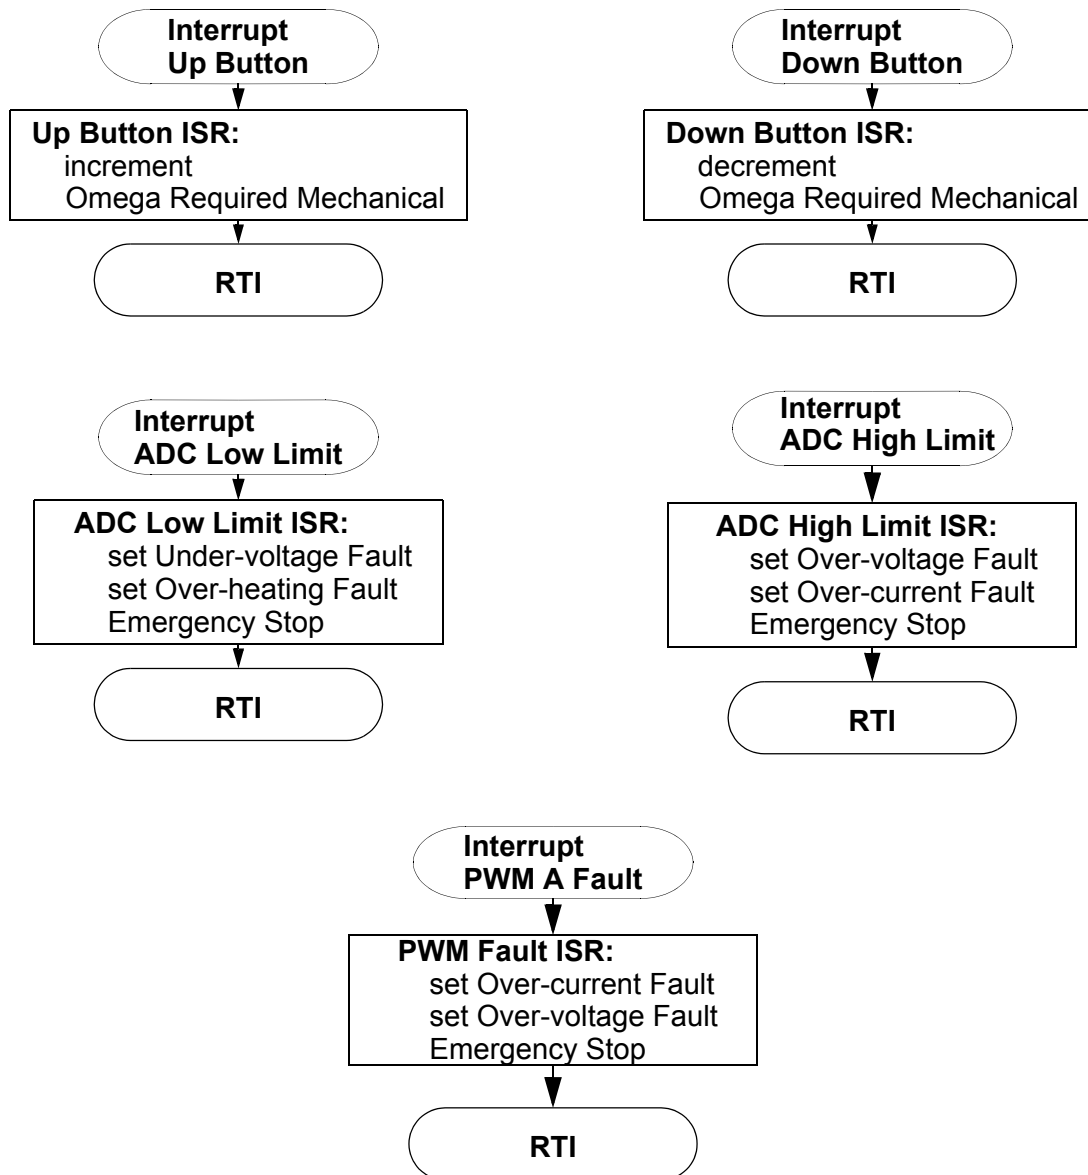 Interrupt
Up Button
Up Button ISR:
increment
Omega Required Mechanical
RTI
Interrupt
Down Button
Down Button ISR:
decrement
Omega Required Mechanical
RTI
Interrupt
ADC Low Limit
ADC Low Limit ISR:
set Under-voltage Fault
set Over-heating Fault
Emergency Stop
RTI
Interrupt
ADC High Limit
ADC High Limit ISR:
set Over-voltage Fault
set Over-current Fault
Emergency Stop
RTI
Interrupt
PWM A Fault
PWM Fault ISR:
set Over-current Fault
set Over-voltage Fault
Emergency Stop
RTI